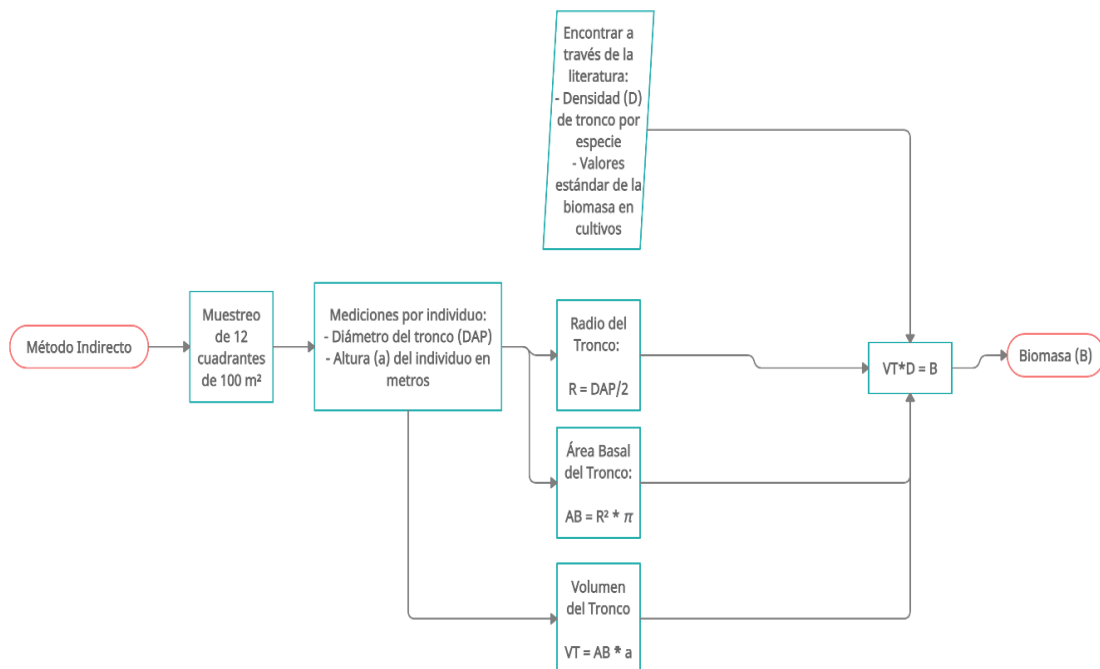 Encontrar a
través de la
literatura:
- Densidad (D)
de tronco por
especie
- Valores
estándar de la
biomasa en
cultivos
Método Indirecto
Muestreo
de 12
cuadrantes
de 100 m²
Mediciones por individuo:
- Diámetro del tronco (DAP)
- Altura (a) del individuo en
metros
Radio del
Tronco:
R = DAP/2
VT*D = B
Biomasa (B)
Área Basal
del Tronco:
AB = R² * π
Volumen
del Tronco
VT = AB * a